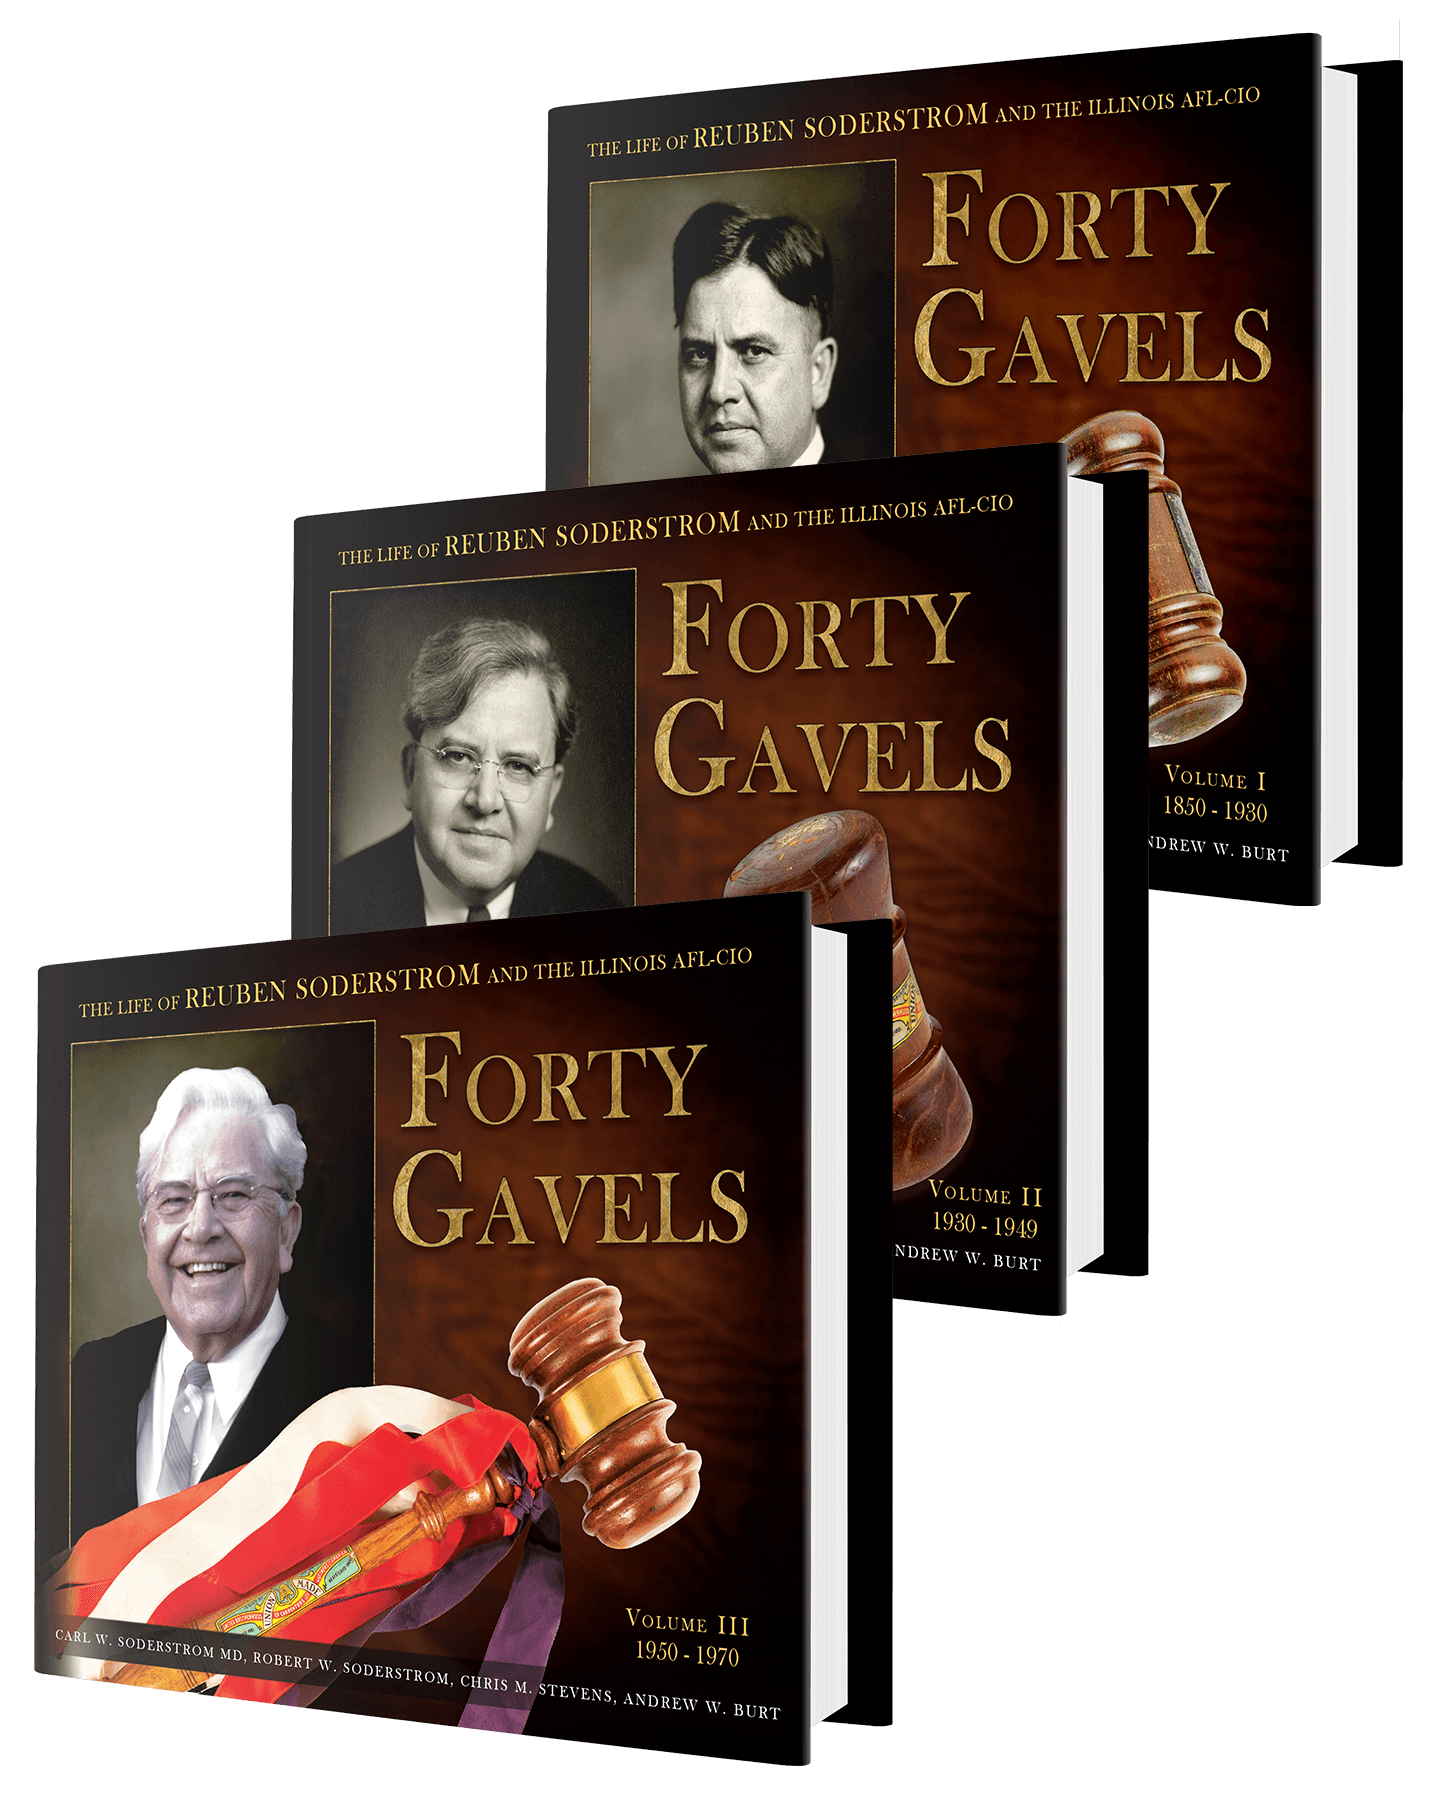 THE LIFE OF REUBEN SODERSTROM AND THE ILLINOIS AFL-CIO
FORTY
GAVELS
VOLUME I
1850 - 1930
W. BURT
THE LIFE OF REUBEN SODERSTROM AND THE ILLINOIS AFL-CIO
FORTY
GAVELS
UNION
VOLUME II
1930 - 1949
W. BURT
THE LIFE OF REUBEN SODERSTROM AND THE ILLINOIS AFL-CIO
FORTY
GAVELS
UNION MADE
VOLUME III
1950 - 1970
CARL W. SODERSTROM MD, ROBERT W. SODERSTROM, CHRIS M. STEVENS, ANDREW W. BURT